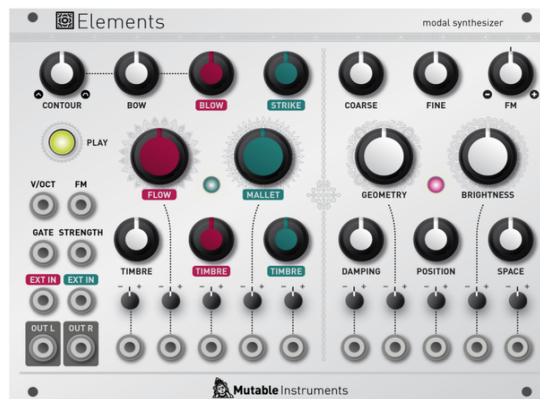 Elements
modal synthesizer
CONTOUR BOW BLOW STRIKE COARSE FINE FM
PLAY
FLOW MALLET GEOMETRY BRIGHTNESS
V/OCT FM
GATE STRENGTH
TIMBRE TIMBRE TIMBRE DAMPING POSITION SPACE
EXT IN EXT IN
OUT L OUT R
Mutable Instruments